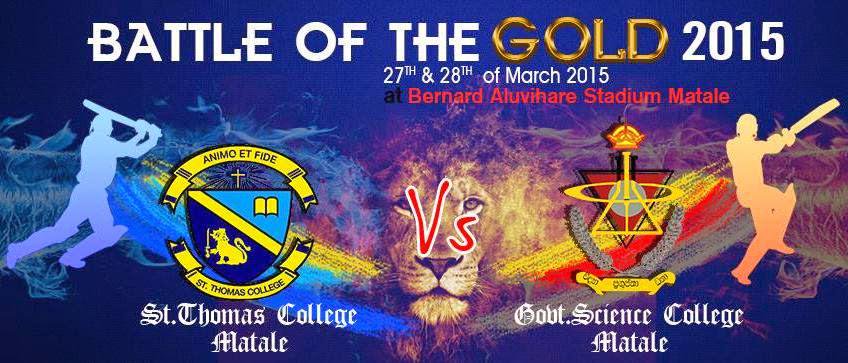 BATTLE OF THE GOLD 2015
27TH & 28TH of March 2015
at Bernard Aluvihare Stadium Matale
ANIMO ET FIDE
ST. THOMAS COLLEGE
Vs
St.Thomas College
Matale
Govt.Science College
Matale